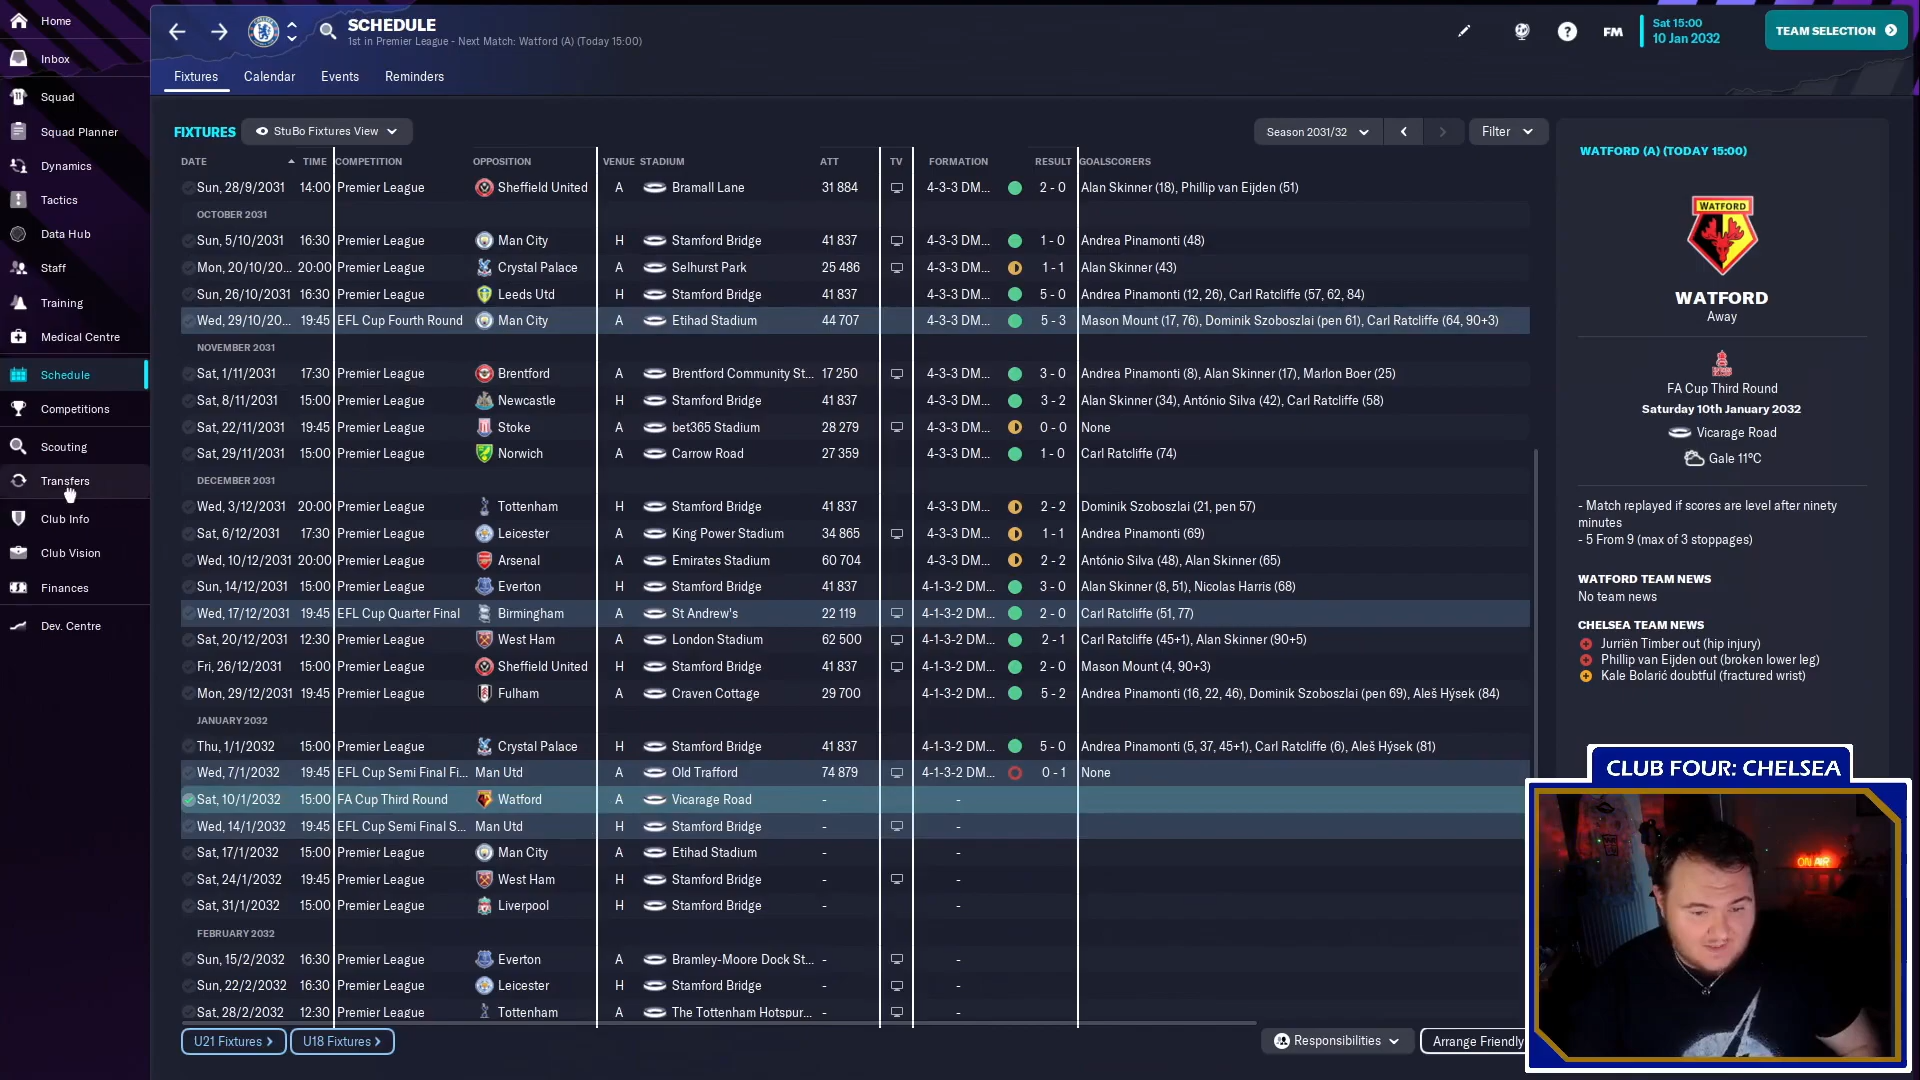 Home
Inbox
Squad
Squad Planner
Dynamics
Tactics
Data Hub
Staff
Training
Medical Centre
Schedule
Competitions
Scouting
Transfers
Club Info
Club Vision
Finances
Dev. Centre
SCHEDULE
1st in Premier League - Next Match: Watford (A) (Today 15:00)
FM
Sat 15:00
10 Jan 2032
TEAM SELECTION
Fixtures Calendar Events Reminders
FIXTURES StuBo Fixtures View Season 2031/32 Filter
DATE TIME COMPETITION OPPOSITION VENUE STADIUM ATT TV FORMATION RESULT GOALSCORERS
Sun, 28/9/2031 14:00 Premier League Sheffield United A Bramall Lane 31 884 4-3-3 DM... 2 - 0 Alan Skinner (18), Phillip van Eijden (51)
OCTOBER 2031
Sun, 5/10/2031 16:30 Premier League Man City H Stamford Bridge 41 837 4-3-3 DM... 1 - 0 Andrea Pinamonti (48)
Mon, 20/10/20... 20:00 Premier League Crystal Palace A Selhurst Park 25 486 4-3-3 DM... 1 - 1 Alan Skinner (43)
Sun, 26/10/2031 16:30 Premier League Leeds Utd H Stamford Bridge 41 837 4-3-3 DM... 5 - 0 Andrea Pinamonti (12, 26), Carl Ratcliffe (57, 62, 84)
Wed, 29/10/20... 19:45 EFL Cup Fourth Round Man City A Etihad Stadium 44 707 4-3-3 DM... 5 - 3 Mason Mount (17, 76), Dominik Szoboszlai (pen 61), Carl Ratcliffe (64, 90+3)
NOVEMBER 2031
Sat, 1/11/2031 17:30 Premier League Brentford A Brentford Community St... 17 250 4-3-3 DM... 3 - 0 Andrea Pinamonti (8), Alan Skinner (17), Marlon Boer (25)
Sat, 8/11/2031 15:00 Premier League Newcastle H Stamford Bridge 41 837 4-3-3 DM... 3 - 2 Alan Skinner (34), António Silva (42), Carl Ratcliffe (58)
Sat, 22/11/2031 19:45 Premier League Stoke A bet365 Stadium 28 279 4-3-3 DM... 0 - 0 None
Sat, 29/11/2031 15:00 Premier League Norwich A Carrow Road 27 359 4-3-3 DM... 1 - 0 Carl Ratcliffe (74)
DECEMBER 2031
Wed, 3/12/2031 20:00 Premier League Tottenham H Stamford Bridge 41 837 4-3-3 DM... 2 - 2 Dominik Szoboszlai (21, pen 57)
Sat, 6/12/2031 17:30 Premier League Leicester A King Power Stadium 34 865 4-3-3 DM... 1 - 1 Andrea Pinamonti (69)
Wed, 10/12/2031 20:00 Premier League Arsenal A Emirates Stadium 60 704 4-3-3 DM... 2 - 2 António Silva (48), Alan Skinner (65)
Sun, 14/12/2031 15:00 Premier League Everton H Stamford Bridge 41 837 4-1-3-2 DM... 3 - 0 Alan Skinner (8, 51), Nicolas Harris (68)
Wed, 17/12/2031 19:45 EFL Cup Quarter Final Birmingham A St Andrew's 22 119 4-1-3-2 DM... 2 - 0 Carl Ratcliffe (51, 77)
Sat, 20/12/2031 12:30 Premier League West Ham A London Stadium 62 500 4-1-3-2 DM... 2 - 1 Carl Ratcliffe (45+1), Alan Skinner (90+5)
Fri, 26/12/2031 15:00 Premier League Sheffield United H Stamford Bridge 41 837 4-1-3-2 DM... 2 - 0 Mason Mount (4, 90+3)
Mon, 29/12/2031 19:45 Premier League Fulham A Craven Cottage 29 700 4-1-3-2 DM... 5 - 2 Andrea Pinamonti (16, 22, 46), Dominik Szoboszlai (pen 69), Aleš Hýsek (84)
JANUARY 2032
Thu, 1/1/2032 15:00 Premier League Crystal Palace H Stamford Bridge 41 837 4-1-3-2 DM... 5 - 0 Andrea Pinamonti (5, 37, 45+1), Carl Ratcliffe (6), Aleš Hýsek (81)
Wed, 7/1/2032 19:45 EFL Cup Semi Final Fi... Man Utd A Old Trafford 74 879 4-1-3-2 DM... 0 - 1 None
Sat, 10/1/2032 15:00 FA Cup Third Round Watford A Vicarage Road - -
Wed, 14/1/2032 19:45 EFL Cup Semi Final S... Man Utd H Stamford Bridge - -
Sat, 17/1/2032 15:00 Premier League Man City A Etihad Stadium - -
Sat, 24/1/2032 19:45 Premier League West Ham H Stamford Bridge - -
Sat, 31/1/2032 15:00 Premier League Liverpool H Stamford Bridge - -
FEBRUARY 2032
Sun, 15/2/2032 16:30 Premier League Everton A Bramley-Moore Dock St... - -
Sun, 22/2/2032 16:30 Premier League Leicester H Stamford Bridge - -
Sat, 28/2/2032 12:30 Premier League Tottenham A The Tottenham Hotspur... - -
U21 Fixtures U18 Fixtures Responsibilities Arrange Friendly
WATFORD (A) (TODAY 15:00)
WATFORD
WATFORD
Away
FA Cup Third Round
Saturday 10th January 2032
Vicarage Road
Gale 11°C
- Match replayed if scores are level after ninety
minutes
- 5 From 9 (max of 3 stoppages)
WATFORD TEAM NEWS
No team news
CHELSEA TEAM NEWS
Jurriën Timber out (hip injury)
Phillip van Eijden out (broken lower leg)
Kale Bolarić doubtful (fractured wrist)
CLUB FOUR: CHELSEA
ON AIR